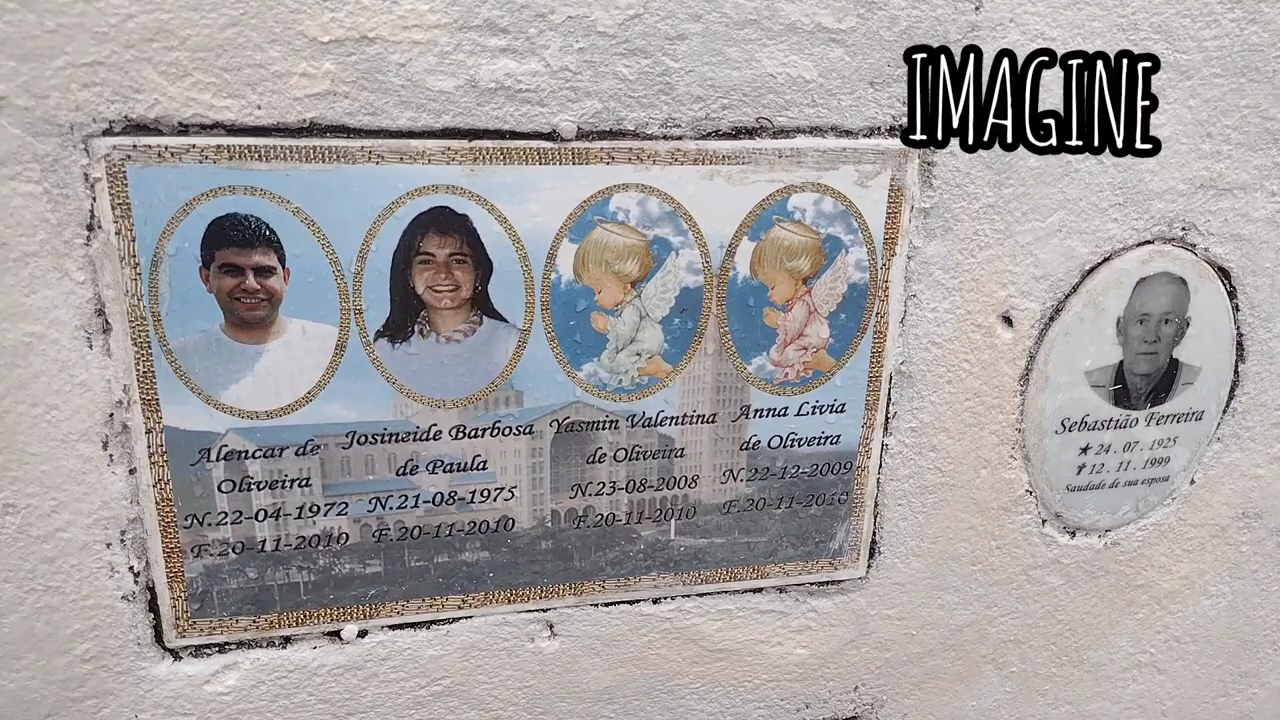 IMAGINE
Alencar de
Oliveira
N.22-04-1972
F.20-11-2010
Josineide Barbosa
de Paula
N.21-08-1975
F.20-11-2010
Yasmin Valentina
de Oliveira
N.23-08-2008
F.20-11-2010
Anna Livia
de Oliveira
N.22-12-2009
F.20-11-2010
Sebastião Ferreira
★ 24 . 07 . 1925
✝ 12 . 11 . 1999
Saudade de sua esposa